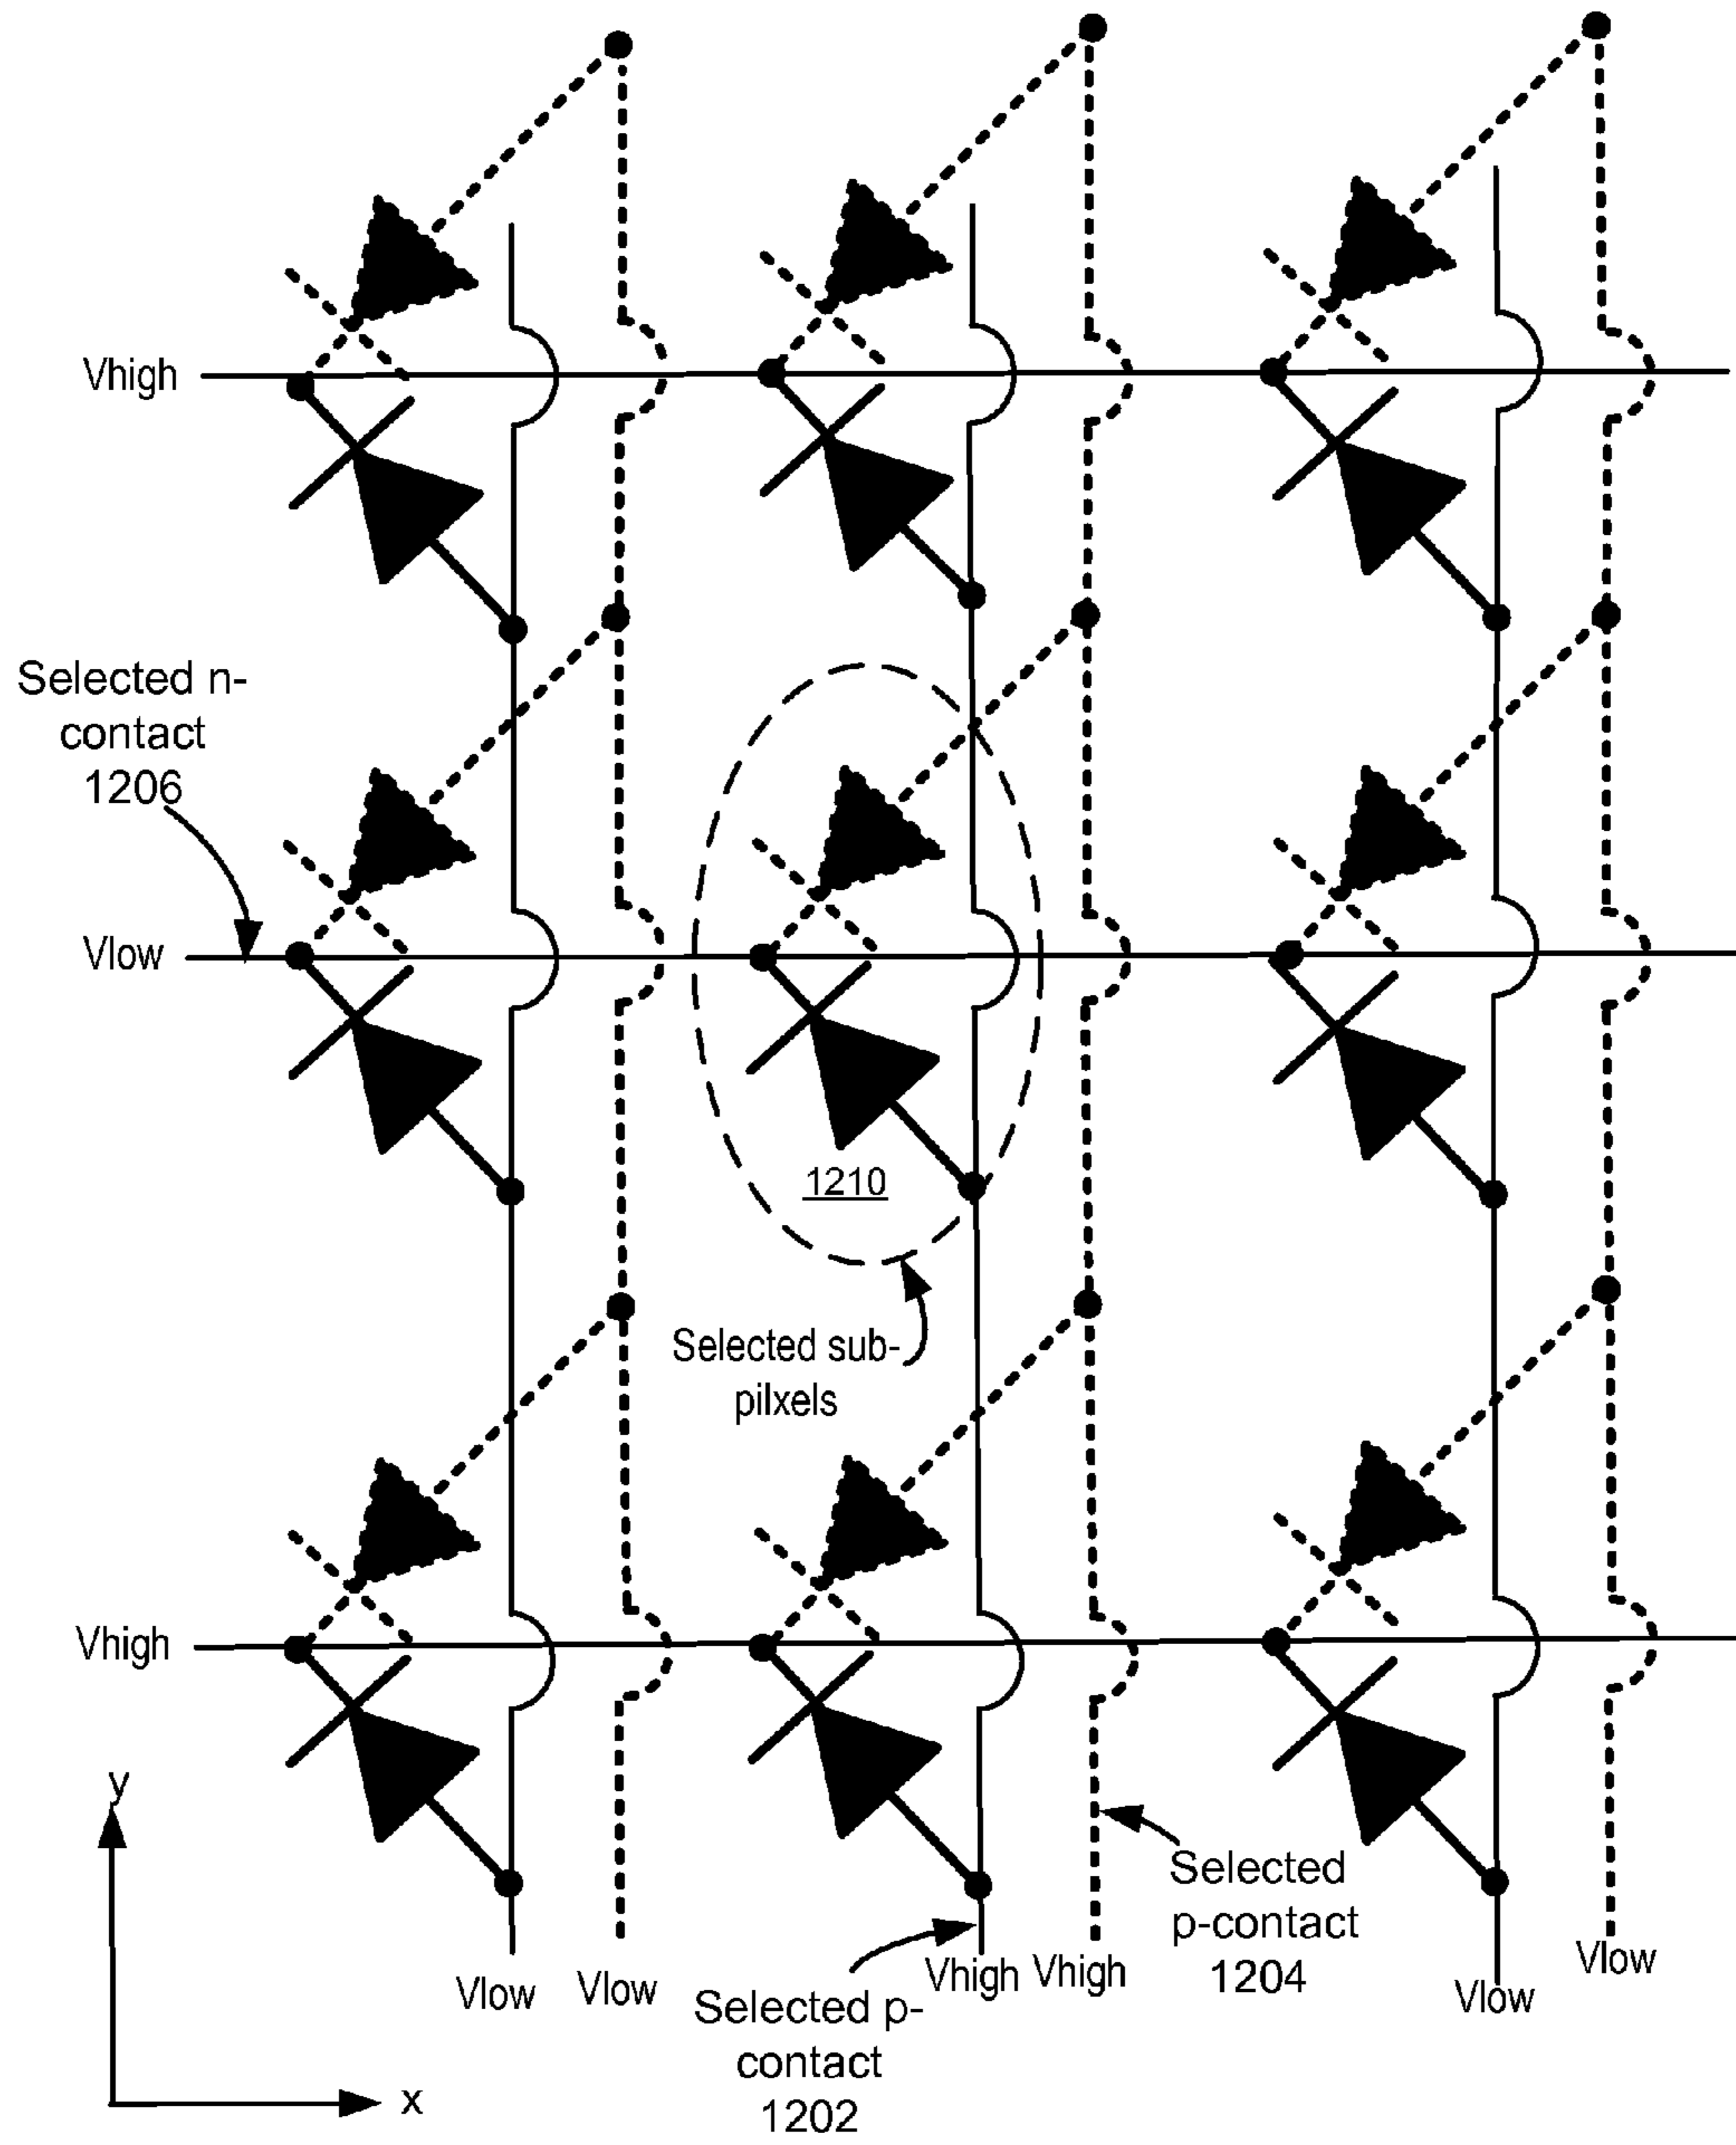 Vhigh
Selected n-
contact
1206
Vlow
1210
Selected sub-
pilxels
Vhigh
y
x
Vlow
Vlow
Selected p-
contact
1202
Vhigh
Vhigh
Selected
p-contact
1204
Vlow
Vlow